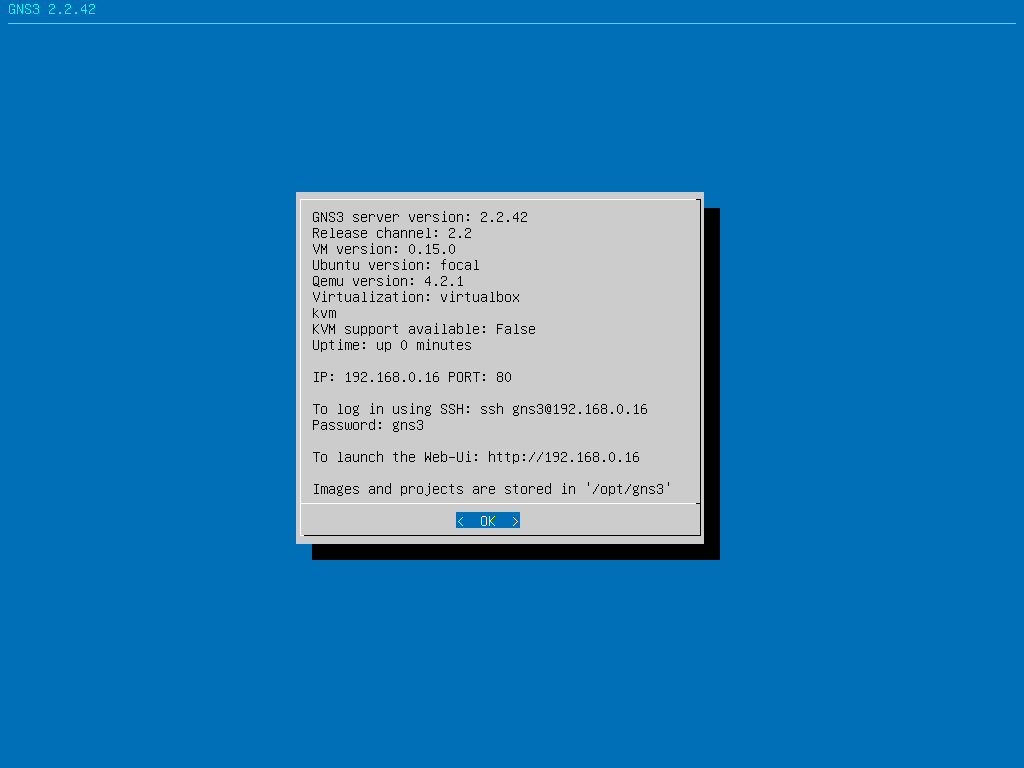 GNS3 2.2.42
GNS3 server version: 2.2.42
Release channel: 2.2
VM version: 0.15.0
Ubuntu version: focal
Qemu version: 4.2.1
Virtualization: virtualbox
kvm
KVM support available: False
Uptime: up 0 minutes
IP: 192.168.0.16 PORT: 80
To log in using SSH: ssh gns3@192.168.0.16
Password: gns3
To launch the Web-Ui: http://192.168.0.16
Images and projects are stored in '/opt/gns3'
<  OK  >